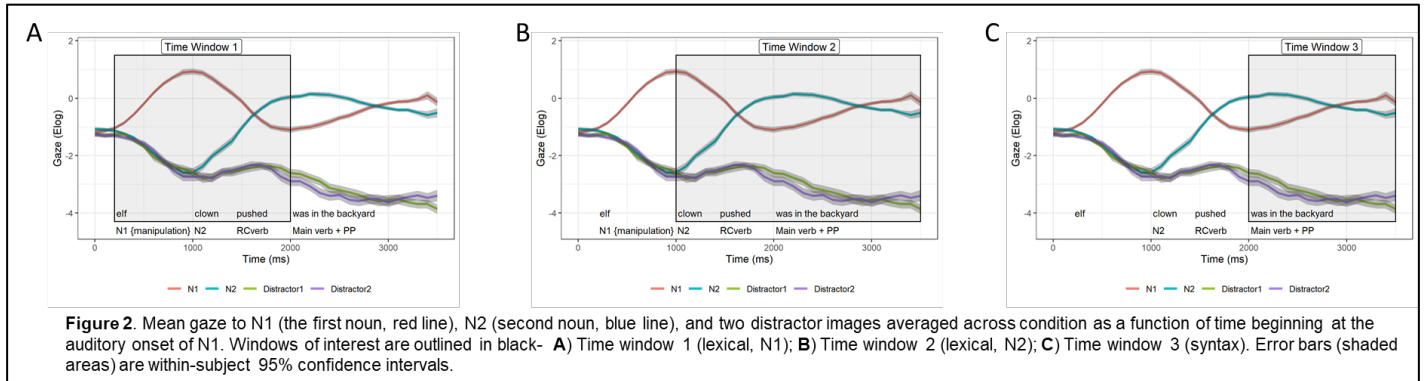 A
Time Window 1
2
0
-2
-4
Gaze (Elog)
elf clown pushed was in the backyard
N1 {manipulation} N2 RCverb Main verb + PP
0 1000 2000 3000
Time (ms)
N1 N2 Distractor1 Distractor2
B
Time Window 2
2
0
-2
-4
Gaze (Elog)
elf clown pushed was in the backyard
N1 {manipulation} N2 RCverb Main verb + PP
0 1000 2000 3000
Time (ms)
N1 N2 Distractor1 Distractor2
C
Time Window 3
2
0
-2
-4
Gaze (Elog)
elf clown pushed was in the backyard
N2 RCverb Main verb + PP
0 1000 2000 3000
Time (ms)
N1 N2 Distractor1 Distractor2
Figure 2. Mean gaze to N1 (the first noun, red line), N2 (second noun, blue line), and two distractor images averaged across condition as a function of time beginning at the
auditory onset of N1. Windows of interest are outlined in black- A) Time window 1 (lexical, N1); B) Time window 2 (lexical, N2); C) Time window 3 (syntax). Error bars (shaded
areas) are within-subject 95% confidence intervals.